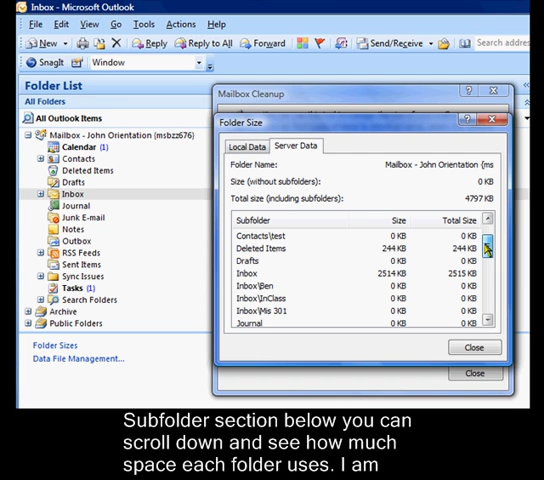 Inbox - Microsoft Outlook
File Edit View Go Tools Actions Help
New Reply Reply to All Forward Send/Receive Search address
SnagIt Window
Folder List
All Folders
All Outlook Items
Mailbox - John Orientation (msbzz676)
Calendar (1)
Contacts
Deleted Items
Drafts
Inbox
Journal
Junk E-mail
Notes
Outbox
RSS Feeds
Sent Items
Sync Issues
Tasks (1)
Search Folders
Archive
Public Folders
Folder Sizes
Data File Management...
Mailbox Cleanup
Folder Size
Local Data Server Data
Folder Name: Mailbox - John Orientation (ms
Size (without subfolders): 0 KB
Total size (including subfolders): 4797 KB
Subfolder Size Total Size
Contacts\test 0 KB 0 KB
Deleted Items 244 KB 244 KB
Drafts 0 KB 0 KB
Inbox 2514 KB 2515 KB
Inbox\Ben 0 KB 0 KB
Inbox\InClass 0 KB 0 KB
Inbox\Mis 301 0 KB 0 KB
Journal 0 KB 0 KB
Close
Close
Subfolder section below you can
scroll down and see how much
space each folder uses. I am